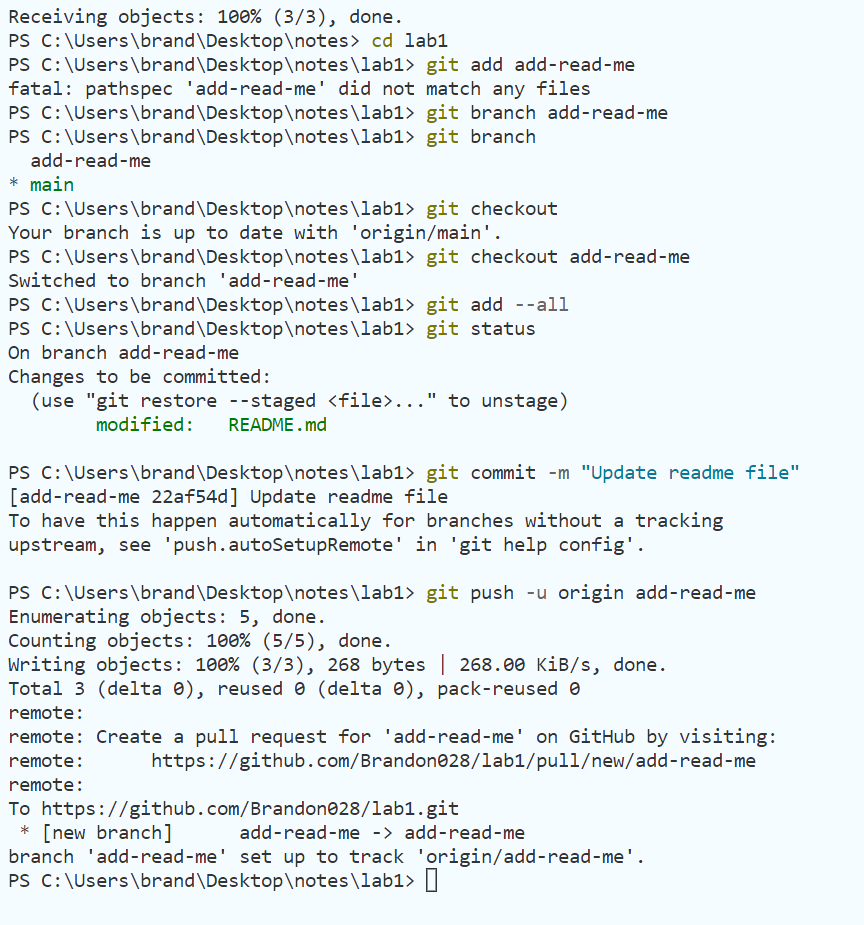 Receiving objects: 100% (3/3), done.
PS C:\Users\brand\Desktop\notes> cd lab1
PS C:\Users\brand\Desktop\notes\lab1> git add add-read-me
fatal: pathspec 'add-read-me' did not match any files
PS C:\Users\brand\Desktop\notes\lab1> git branch add-read-me
PS C:\Users\brand\Desktop\notes\lab1> git branch
  add-read-me
* main
PS C:\Users\brand\Desktop\notes\lab1> git checkout
Your branch is up to date with 'origin/main'.
PS C:\Users\brand\Desktop\notes\lab1> git checkout add-read-me
Switched to branch 'add-read-me'
PS C:\Users\brand\Desktop\notes\lab1> git add --all
PS C:\Users\brand\Desktop\notes\lab1> git status
On branch add-read-me
Changes to be committed:
  (use "git restore --staged <file>..." to unstage)
        modified:   README.md

PS C:\Users\brand\Desktop\notes\lab1> git commit -m "Update readme file"
[add-read-me 22af54d] Update readme file
To have this happen automatically for branches without a tracking
upstream, see 'push.autoSetupRemote' in 'git help config'.

PS C:\Users\brand\Desktop\notes\lab1> git push -u origin add-read-me
Enumerating objects: 5, done.
Counting objects: 100% (5/5), done.
Writing objects: 100% (3/3), 268 bytes | 268.00 KiB/s, done.
Total 3 (delta 0), reused 0 (delta 0), pack-reused 0
remote:
remote: Create a pull request for 'add-read-me' on GitHub by visiting:
remote:      https://github.com/Brandon028/lab1/pull/new/add-read-me
remote:
To https://github.com/Brandon028/lab1.git
 * [new branch]      add-read-me -> add-read-me
branch 'add-read-me' set up to track 'origin/add-read-me'.
PS C:\Users\brand\Desktop\notes\lab1>